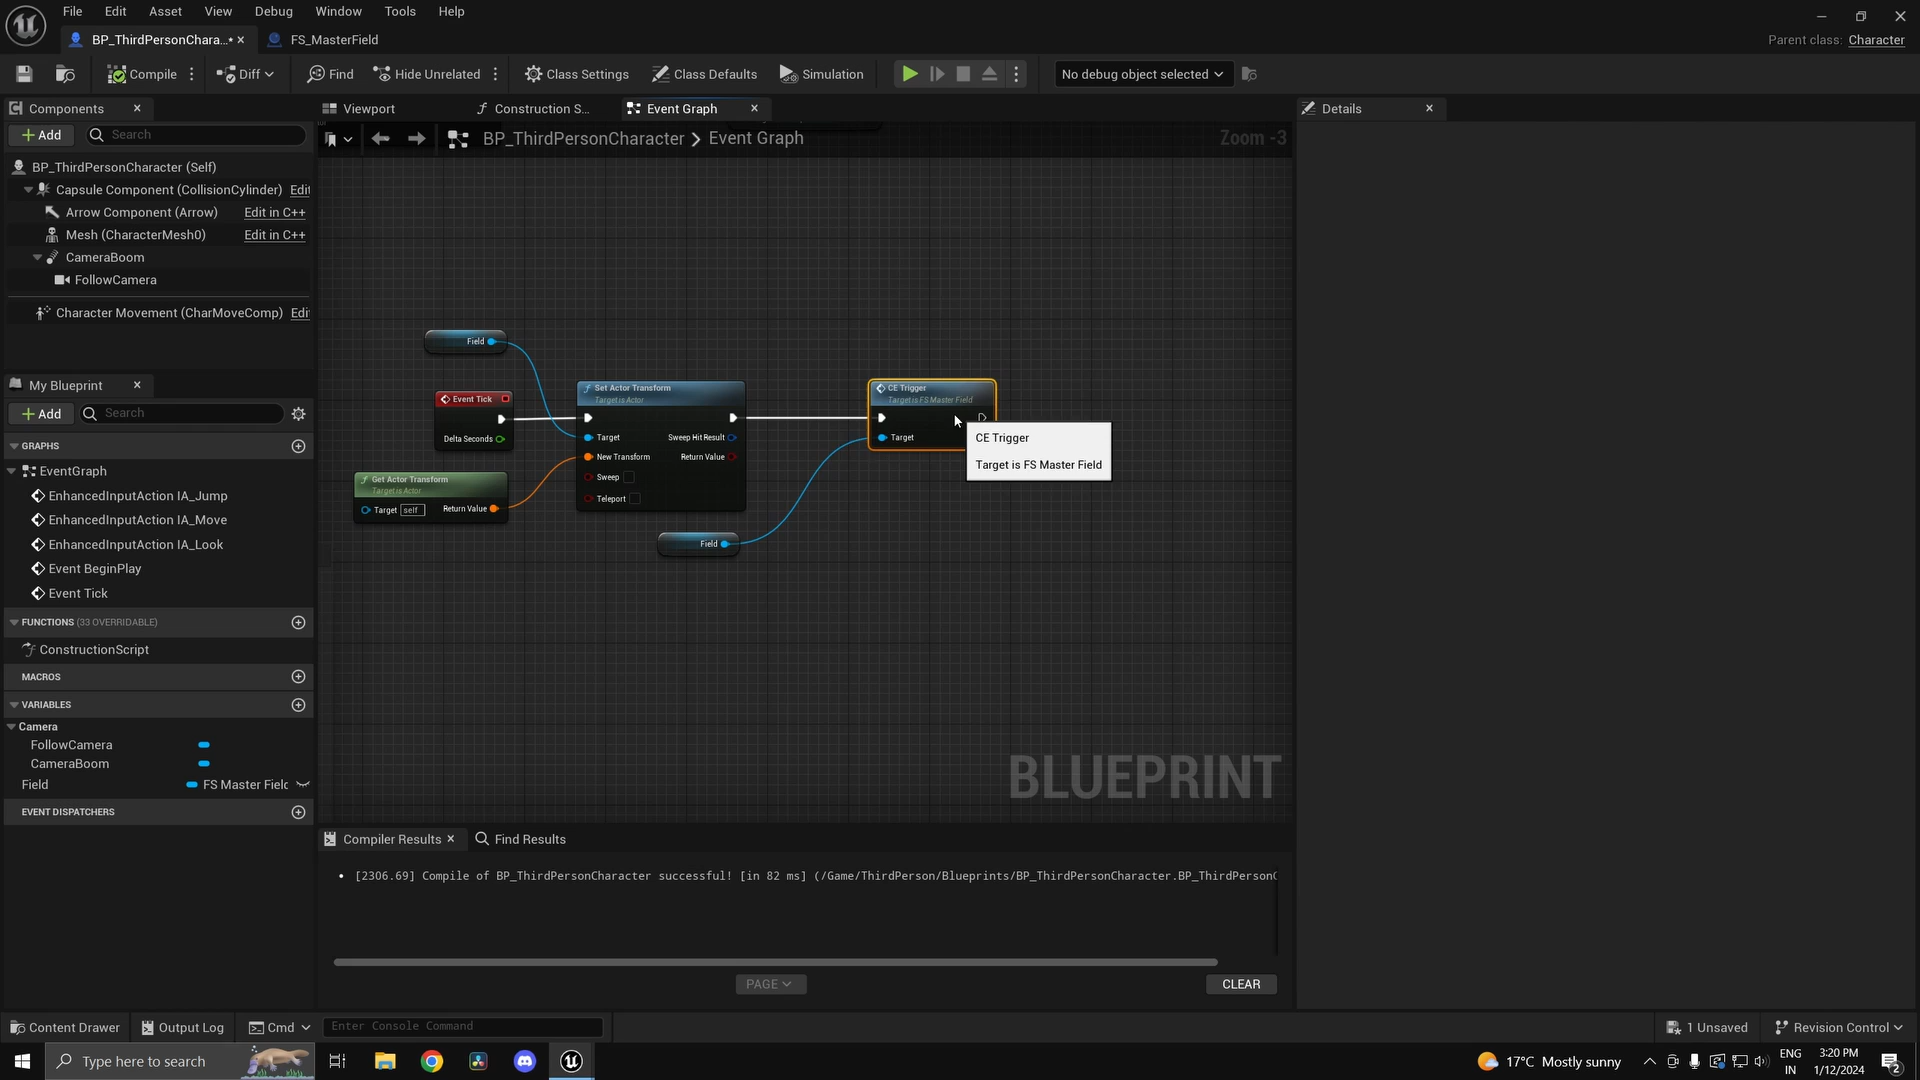 File Edit Asset View Debug Window Tools Help
BP_ThirdPersonChara...• FS_MasterField
Parent class: Character
Compile Diff Find Hide Unrelated Class Settings Class Defaults Simulation No debug object selected
Components
Add Search
BP_ThirdPersonCharacter (Self)
Capsule Component (CollisionCylinder) Edit
Arrow Component (Arrow) Edit in C++
Mesh (CharacterMesh0) Edit in C++
CameraBoom
FollowCamera
Character Movement (CharMoveComp) Edi
My Blueprint
Add Search
GRAPHS
EventGraph
EnhancedInputAction IA_Jump
EnhancedInputAction IA_Move
EnhancedInputAction IA_Look
Event BeginPlay
Event Tick
FUNCTIONS (33 OVERRIDABLE)
ConstructionScript
MACROS
VARIABLES
Camera
FollowCamera
CameraBoom
Field FS Master Fielc
EVENT DISPATCHERS
Viewport Construction S... Event Graph
BP_ThirdPersonCharacter > Event Graph Zoom -3
Field
Event Tick
Delta Seconds
Get Actor Transform
Target is Actor
Target self Return Value
Set Actor Transform
Target is Actor
Target Sweep Hit Result
New Transform Return Value
Sweep
Teleport
Field
CE Trigger
Target is FS Master Field
Target
CE Trigger
Target is FS Master Field
BLUEPRINT
Compiler Results Find Results
• [2306.69] Compile of BP_ThirdPersonCharacter successful! [in 82 ms] (/Game/ThirdPerson/Blueprints/BP_ThirdPersonCharacter.BP_ThirdPersonC
PAGE CLEAR
Details
Content Drawer Output Log Cmd Enter Console Command 1 Unsaved Revision Control
Type here to search
17°C Mostly sunny
ENG
IN
3:20 PM
1/12/2024
2